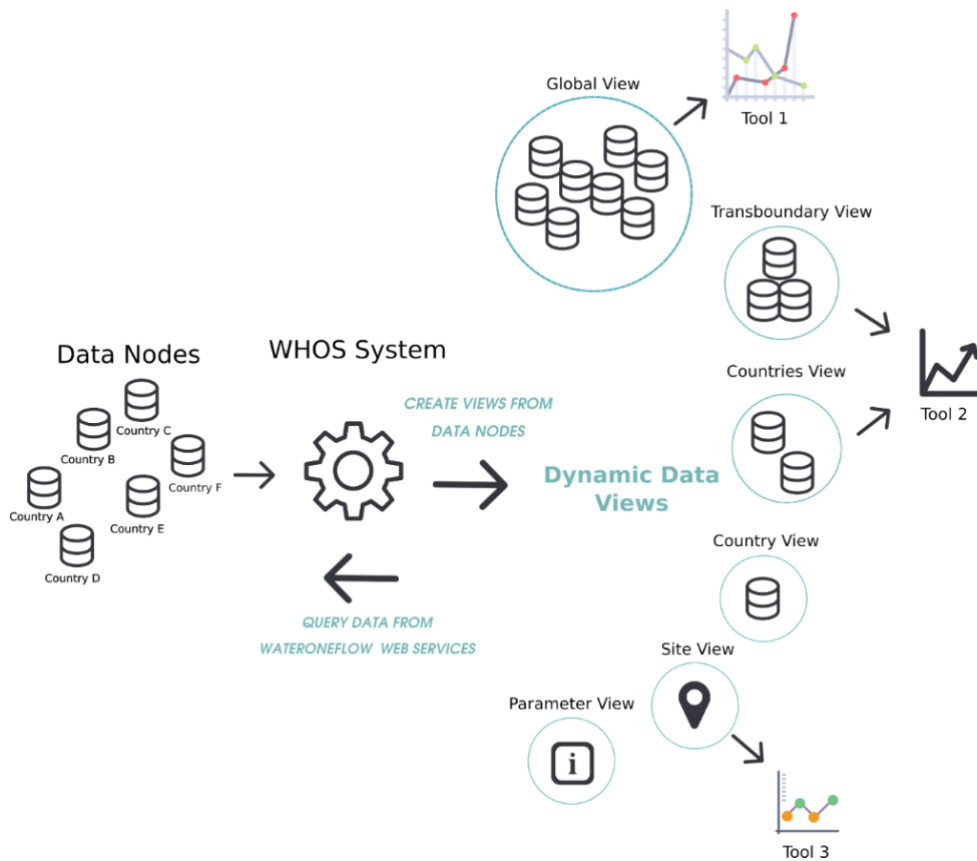 Global View
Tool 1
Transboundary View
Data Nodes
WHOS System
Countries View
CREATE VIEWS FROM
DATA NODES
Tool 2
Country C
Country B
Country F
Country A
Country E
Country D
Dynamic Data
Views
Country View
QUERY DATA FROM
WATERONEFLOW WEB SERVICES
Site View
Parameter View
i
Tool 3